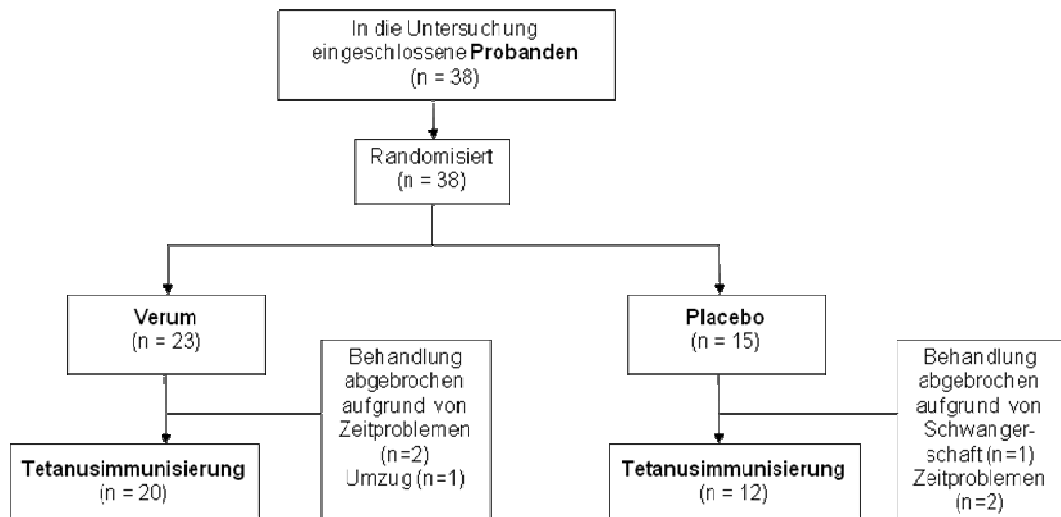 In die Untersuchung
eingeschlossene Probanden
(n = 38)
Randomisiert
(n = 38)
Verum
(n = 23)
Behandlung
abgebrochen
aufgrund von
Zeitproblemen
(n=2)
Umzug (n=1)
Tetanusimmunisierung
(n = 20)
Placebo
(n = 15)
Behandlung
abgebrochen
aufgrund von
Schwanger-
schaft (n=1)
Zeitproblemen
(n=2)
Tetanusimmunisierung
(n = 12)